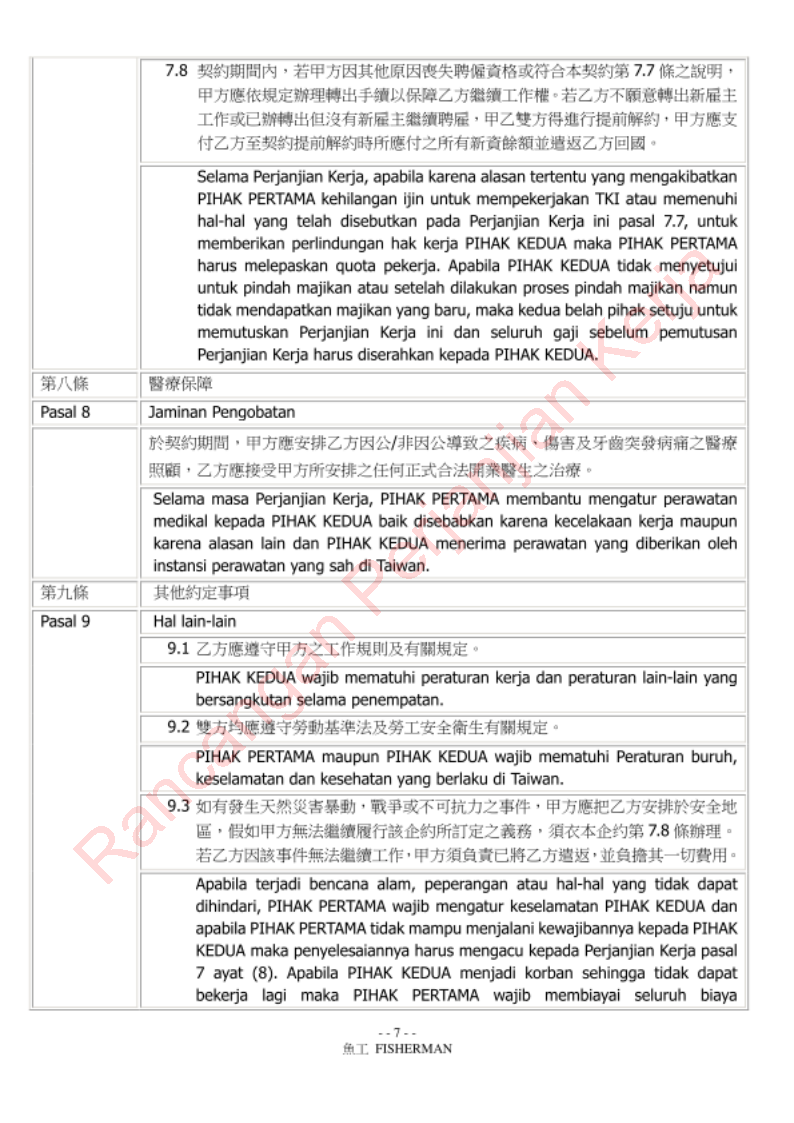 7.8 契約期間內，若甲方因其他原因喪失聘僱資格或符合本契約第 7.7 條之說明，
甲方應依規定辦理轉出手續以保障乙方繼續工作權。若乙方不願意轉出新雇主
工作或已辦轉出但沒有新雇主繼續聘雇，甲乙雙方得進行提前解約，甲方應支
付乙方至契約提前解約時所應付之所有新資餘額並遣返乙方回國。
Selama Perjanjian Kerja, apabila karena alasan tertentu yang mengakibatkan
PIHAK PERTAMA kehilangan ijin untuk mempekerjakan TKI atau memenuhi
hal-hal yang telah disebutkan pada Perjanjian Kerja ini pasal 7.7, untuk
memberikan perlindungan hak kerja PIHAK KEDUA maka PIHAK PERTAMA
harus melepaskan quota pekerja. Apabila PIHAK KEDUA tidak menyetujui
untuk pindah majikan atau setelah dilakukan proses pindah majikan namun
tidak mendapatkan majikan yang baru, maka kedua belah pihak setuju untuk
memutuskan Perjanjian Kerja ini dan seluruh gaji sebelum pemutusan
Perjanjian Kerja harus diserahkan kepada PIHAK KEDUA.
第八條 醫療保障
Pasal 8 Jaminan Pengobatan
於契約期間，甲方應安排乙方因公/非因公導致之疾病、傷害及牙齒突發病痛之醫療
照顧，乙方應接受甲方所安排之任何正式合法開業醫生之治療。
Selama masa Perjanjian Kerja, PIHAK PERTAMA membantu mengatur perawatan
medikal kepada PIHAK KEDUA baik disebabkan karena kecelakaan kerja maupun
karena alasan lain dan PIHAK KEDUA menerima perawatan yang diberikan oleh
instansi perawatan yang sah di Taiwan.
第九條 其他約定事項
Pasal 9 Hal lain-lain
9.1 乙方應遵守甲方之工作規則及有關規定。
PIHAK KEDUA wajib mematuhi peraturan kerja dan peraturan lain-lain yang
bersangkutan selama penempatan.
9.2 雙方均應遵守勞動基準法及勞工安全衛生有關規定。
PIHAK PERTAMA maupun PIHAK KEDUA wajib mematuhi Peraturan buruh,
keselamatan dan kesehatan yang berlaku di Taiwan.
9.3 如有發生天然災害暴動，戰爭或不可抗力之事件，甲方應把乙方安排於安全地
區，假如甲方無法繼續履行該企約所訂定之義務，須衣本企約第 7.8 條辦理。
若乙方因該事件無法繼續工作，甲方須負責已將乙方遣返，並負擔其一切費用。
Apabila terjadi bencana alam, peperangan atau hal-hal yang tidak dapat
dihindari, PIHAK PERTAMA wajib mengatur keselamatan PIHAK KEDUA dan
apabila PIHAK PERTAMA tidak mampu menjalani kewajibannya kepada PIHAK
KEDUA maka penyelesaiannya harus mengacu kepada Perjanjian Kerja pasal
7 ayat (8). Apabila PIHAK KEDUA menjadi korban sehingga tidak dapat
bekerja lagi maka PIHAK PERTAMA wajib membiayai seluruh biaya
Rancangan Perjanjian Kerja
- - 7 - -
魚工 FISHERMAN